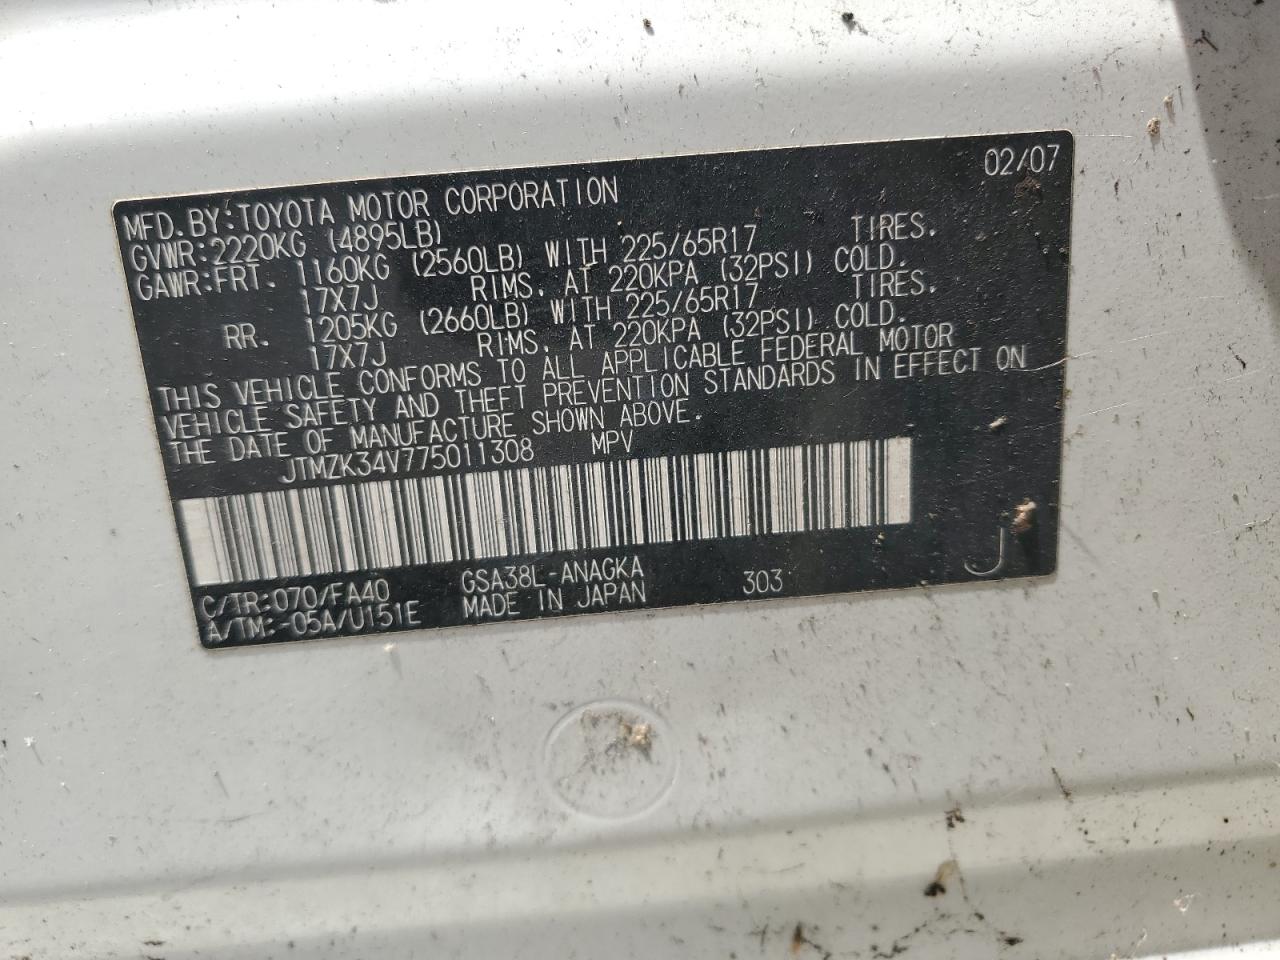 02/07
MFD.BY:TOYOTA MOTOR CORPORATION
GVWR:2220KG (4895LB)
GAWR:FRT. 1160KG (2560LB) WITH 225/65R17 TIRES.
17X7J RIMS, AT 220KPA (32PSI) COLD.
RR. 1205KG (2660LB) WITH 225/65R17 TIRES.
17X7J RIMS, AT 220KPA (32PSI) COLD.
THIS VEHICLE CONFORMS TO ALL APPLICABLE FEDERAL MOTOR
VEHICLE SAFETY AND THEFT PREVENTION STANDARDS IN EFFECT ON
THE DATE OF MANUFACTURE SHOWN ABOVE.
JTMZK34V775011308 MPV
C/TR:070/FA40 GSA38L-ANAGKA 303
A/TM:-05A/U151E MADE IN JAPAN
J